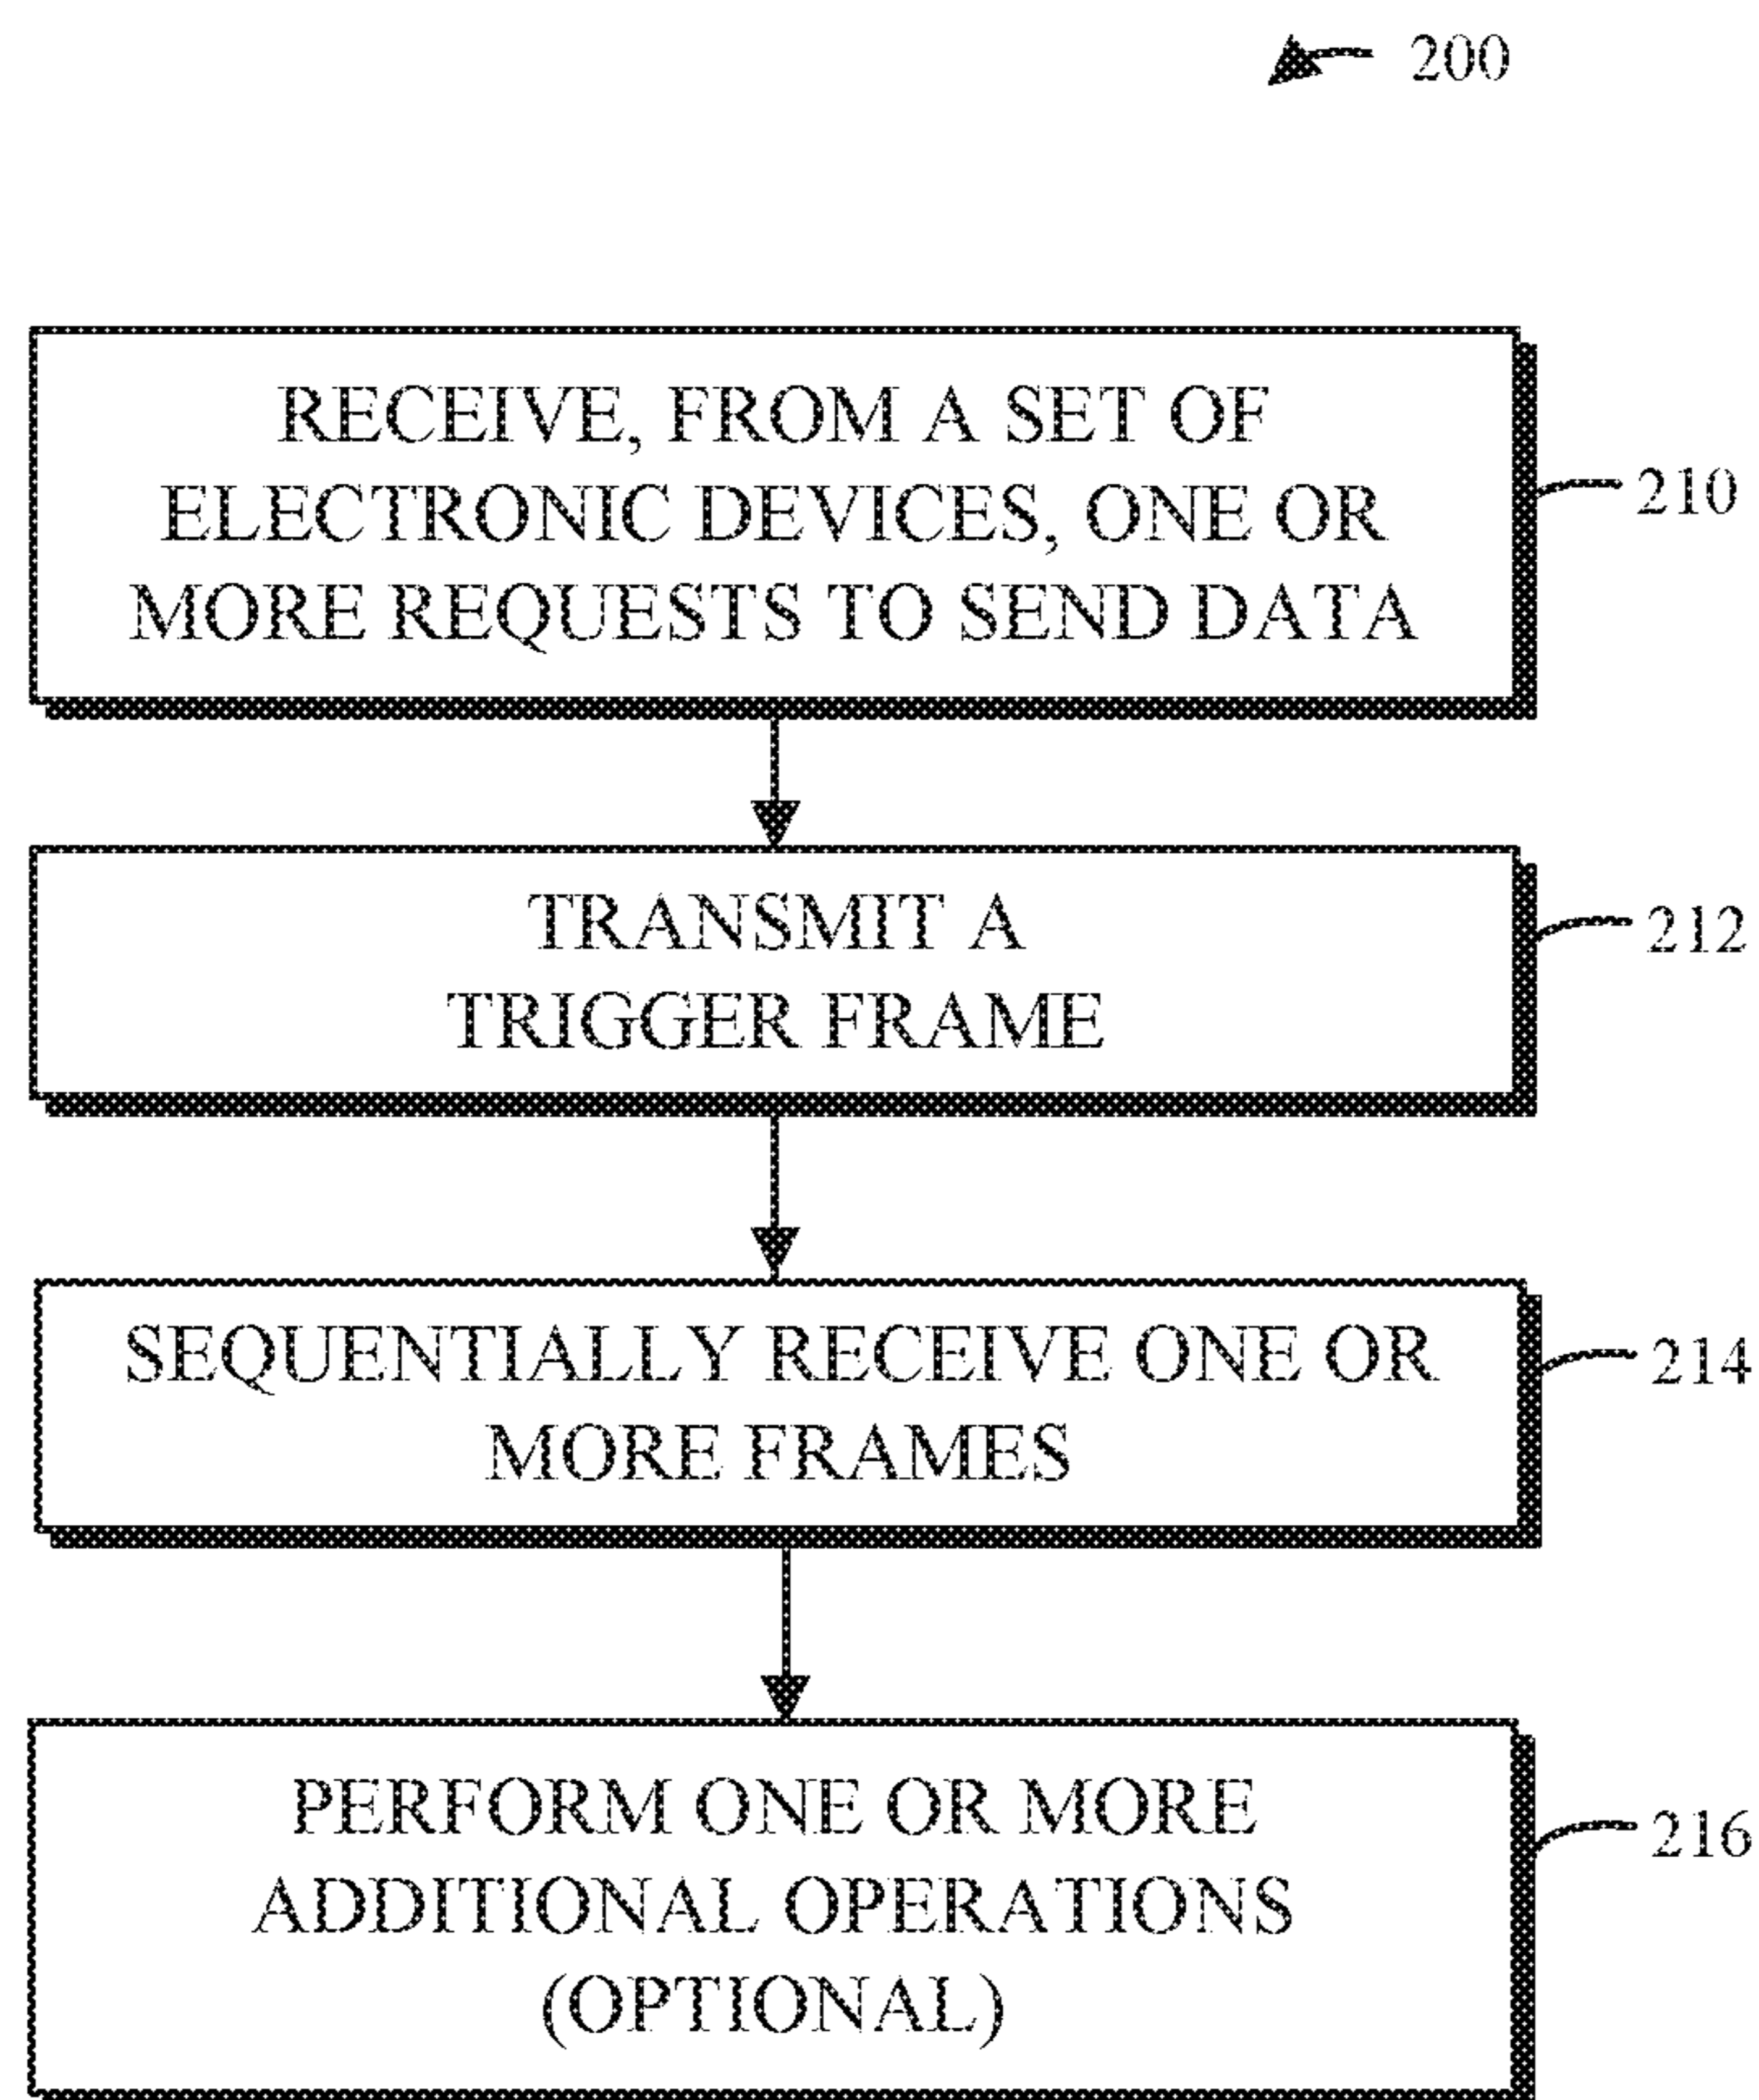 200
RECEIVE, FROM A SET OF
ELECTRONIC DEVICES, ONE OR
MORE REQUESTS TO SEND DATA
210
TRANSMIT A
TRIGGER FRAME
212
SEQUENTIALLY RECEIVE ONE OR
MORE FRAMES
214
PERFORM ONE OR MORE
ADDITIONAL OPERATIONS
(OPTIONAL)
216